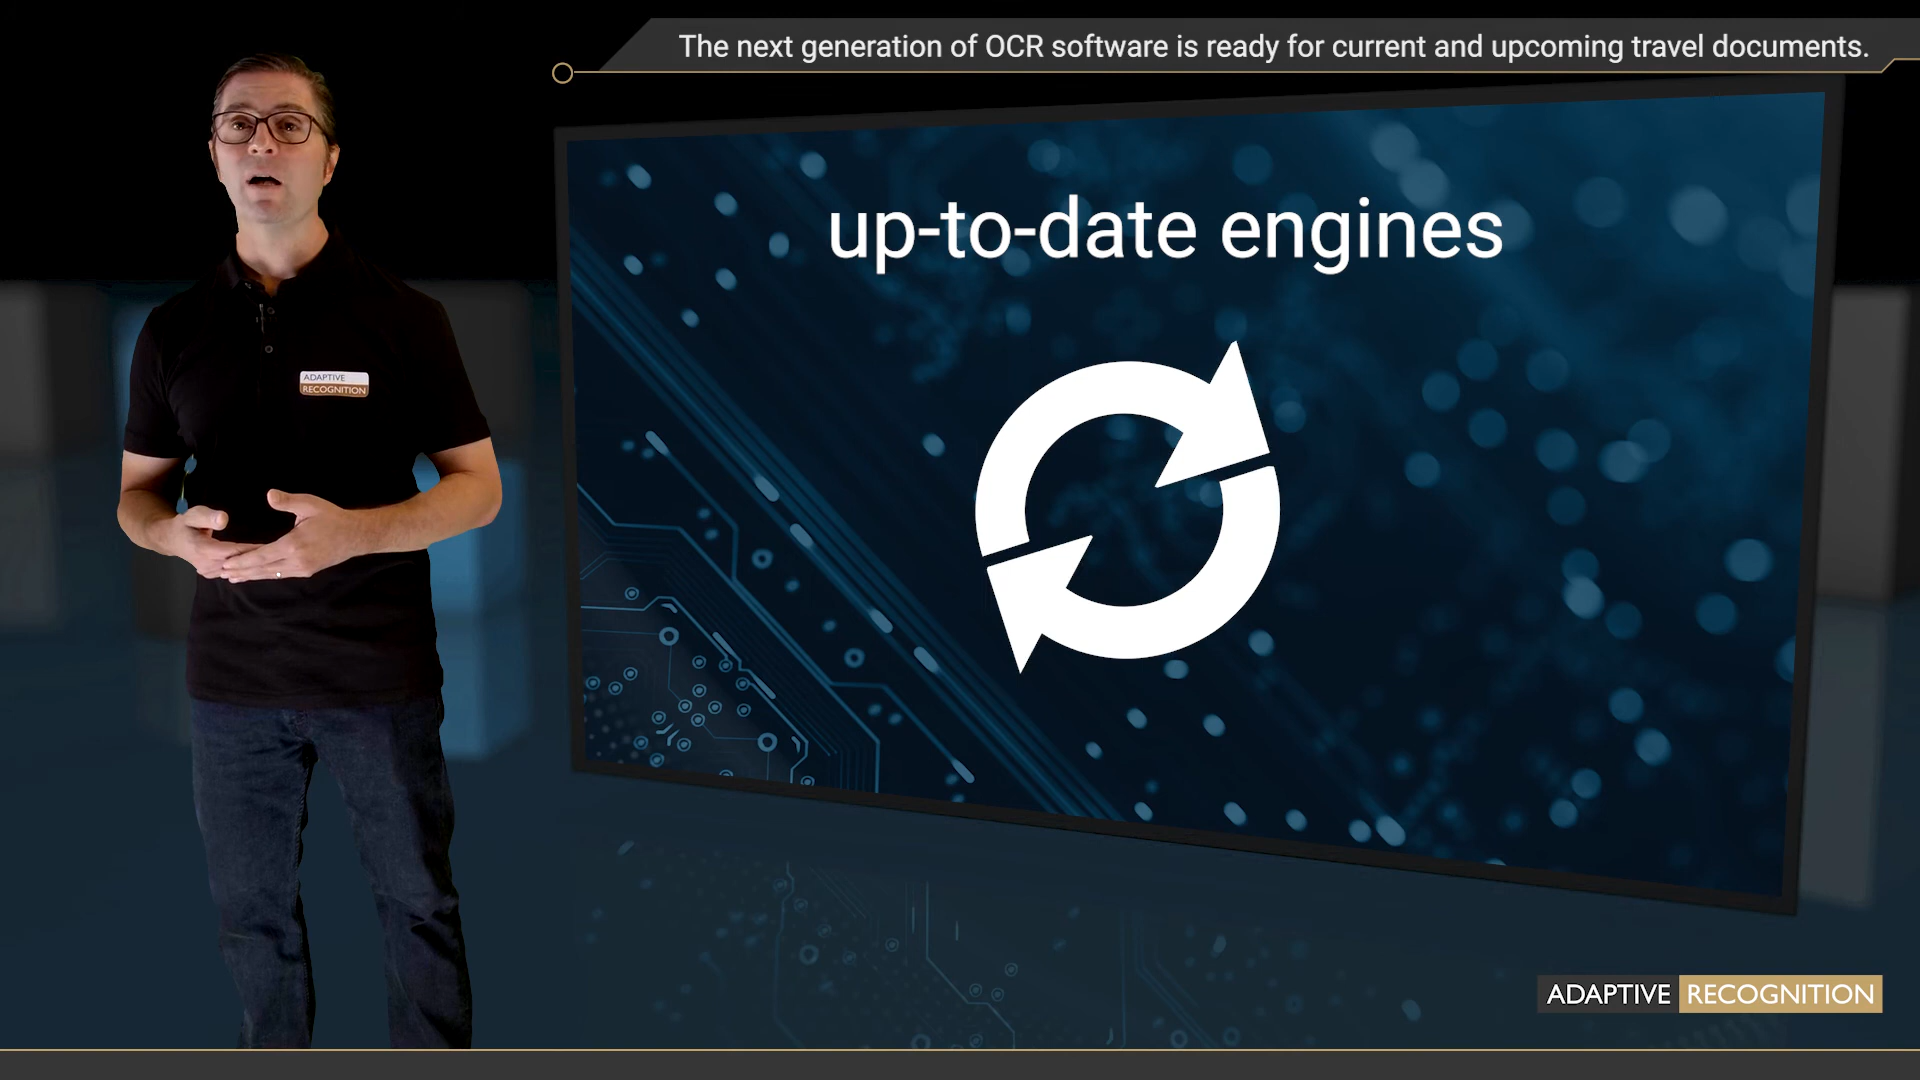 The next generation of OCR software is ready for current and upcoming travel documents.
up-to-date engines
ADAPTIVE
RECOGNITION
ADAPTIVE RECOGNITION